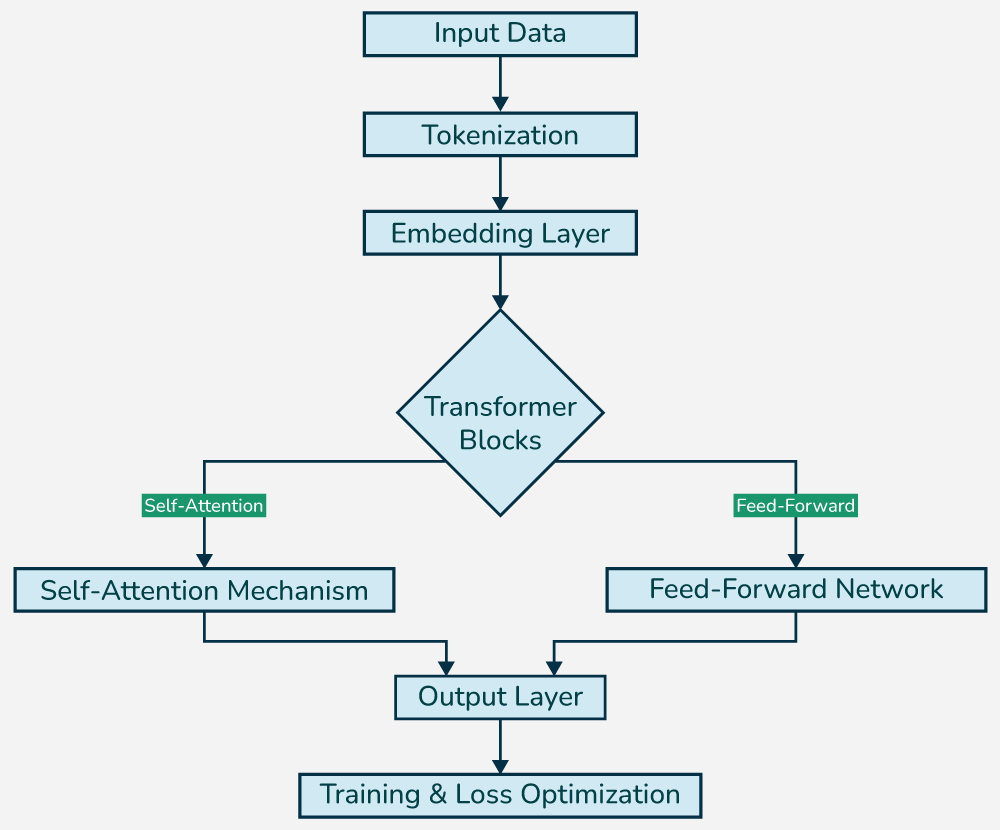 Input Data
Tokenization
Embedding Layer
Transformer
Blocks
Self-Attention
Feed-Forward
Self-Attention Mechanism
Feed-Forward Network
Output Layer
Training & Loss Optimization